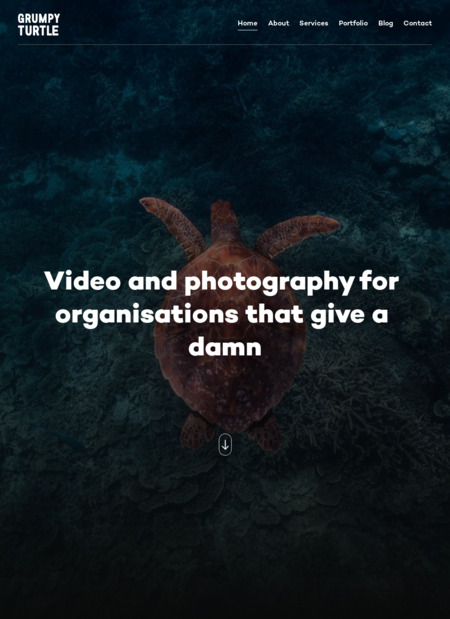 GRUMPY
TURTLE
Home About Services Portfolio Blog Contact
Video and photography for
organisations that give a
damn